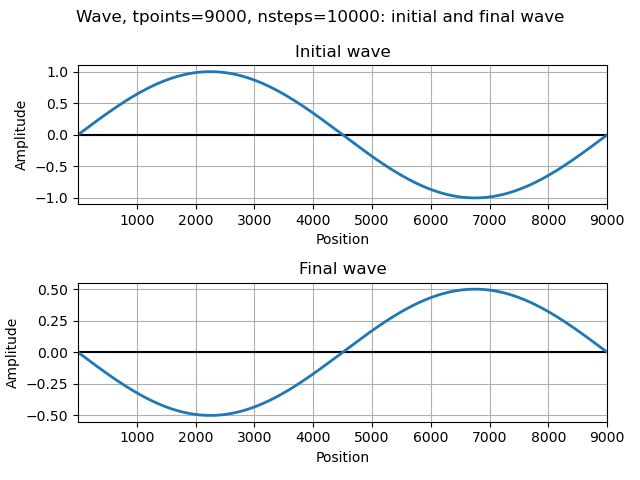 Wave, tpoints=9000, nsteps=10000: initial and final wave
Initial wave
1.0
0.5
0.0
−0.5
−1.0
Amplitude
1000 2000 3000 4000 5000 6000 7000 8000 9000
Position
Final wave
0.50
0.25
0.00
−0.25
−0.50
Amplitude
1000 2000 3000 4000 5000 6000 7000 8000 9000
Position